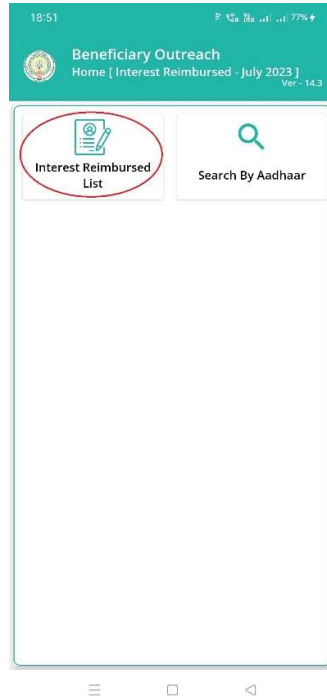 18:51
77%
Beneficiary Outreach
Home [ Interest Reimbursed - July 2023 ]
Ver - 14.3
Interest Reimbursed
List
Search By Aadhaar